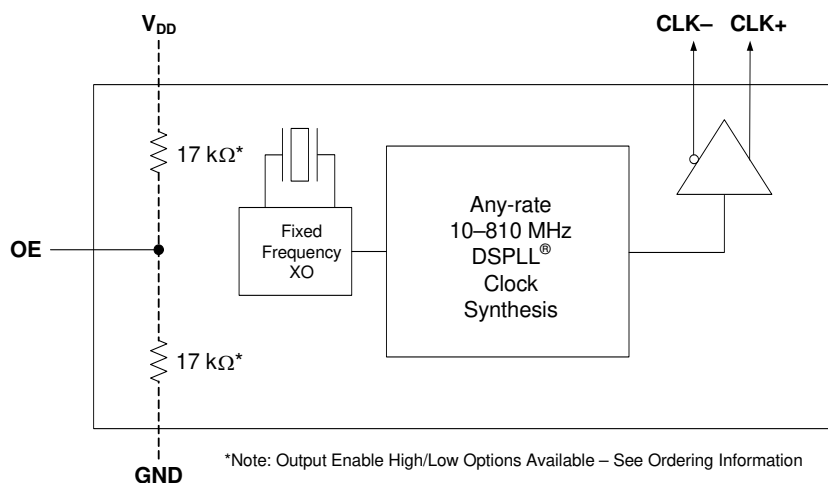 V_DD
CLK– CLK+
17 kΩ*
Fixed
Frequency
XO
Any-rate
10–810 MHz
DSPLL®
Clock
Synthesis
OE
17 kΩ*
GND
*Note: Output Enable High/Low Options Available – See Ordering Information